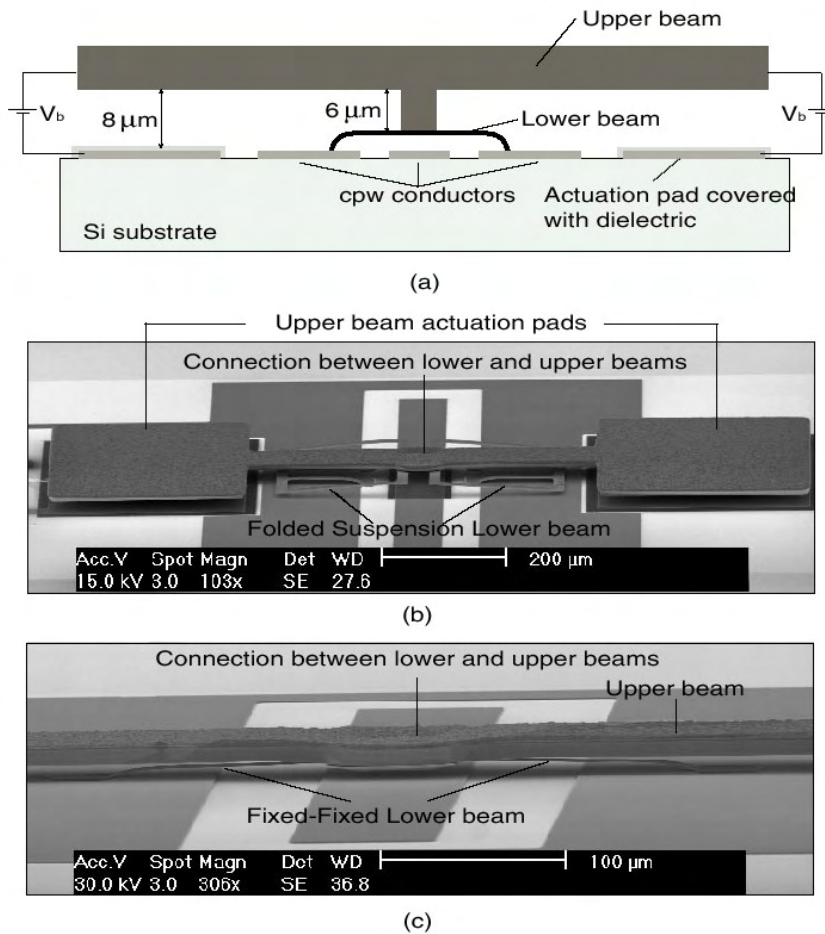 Upper beam
Vb
8 μm
6 μm
Lower beam
Vb
cpw conductors
Actuation pad covered
with dielectric
Si substrate
(a)
Upper beam actuation pads
Connection between lower and upper beams
Folded Suspension Lower beam
Acc.V Spot Magn Det WD 200 μm
15.0 kV 3.0 103x SE 27.6
(b)
Connection between lower and upper beams
Upper beam
Fixed-Fixed Lower beam
Acc.V Spot Magn Det WD 100 μm
30.0 kV 3.0 306x SE 36.8
(c)